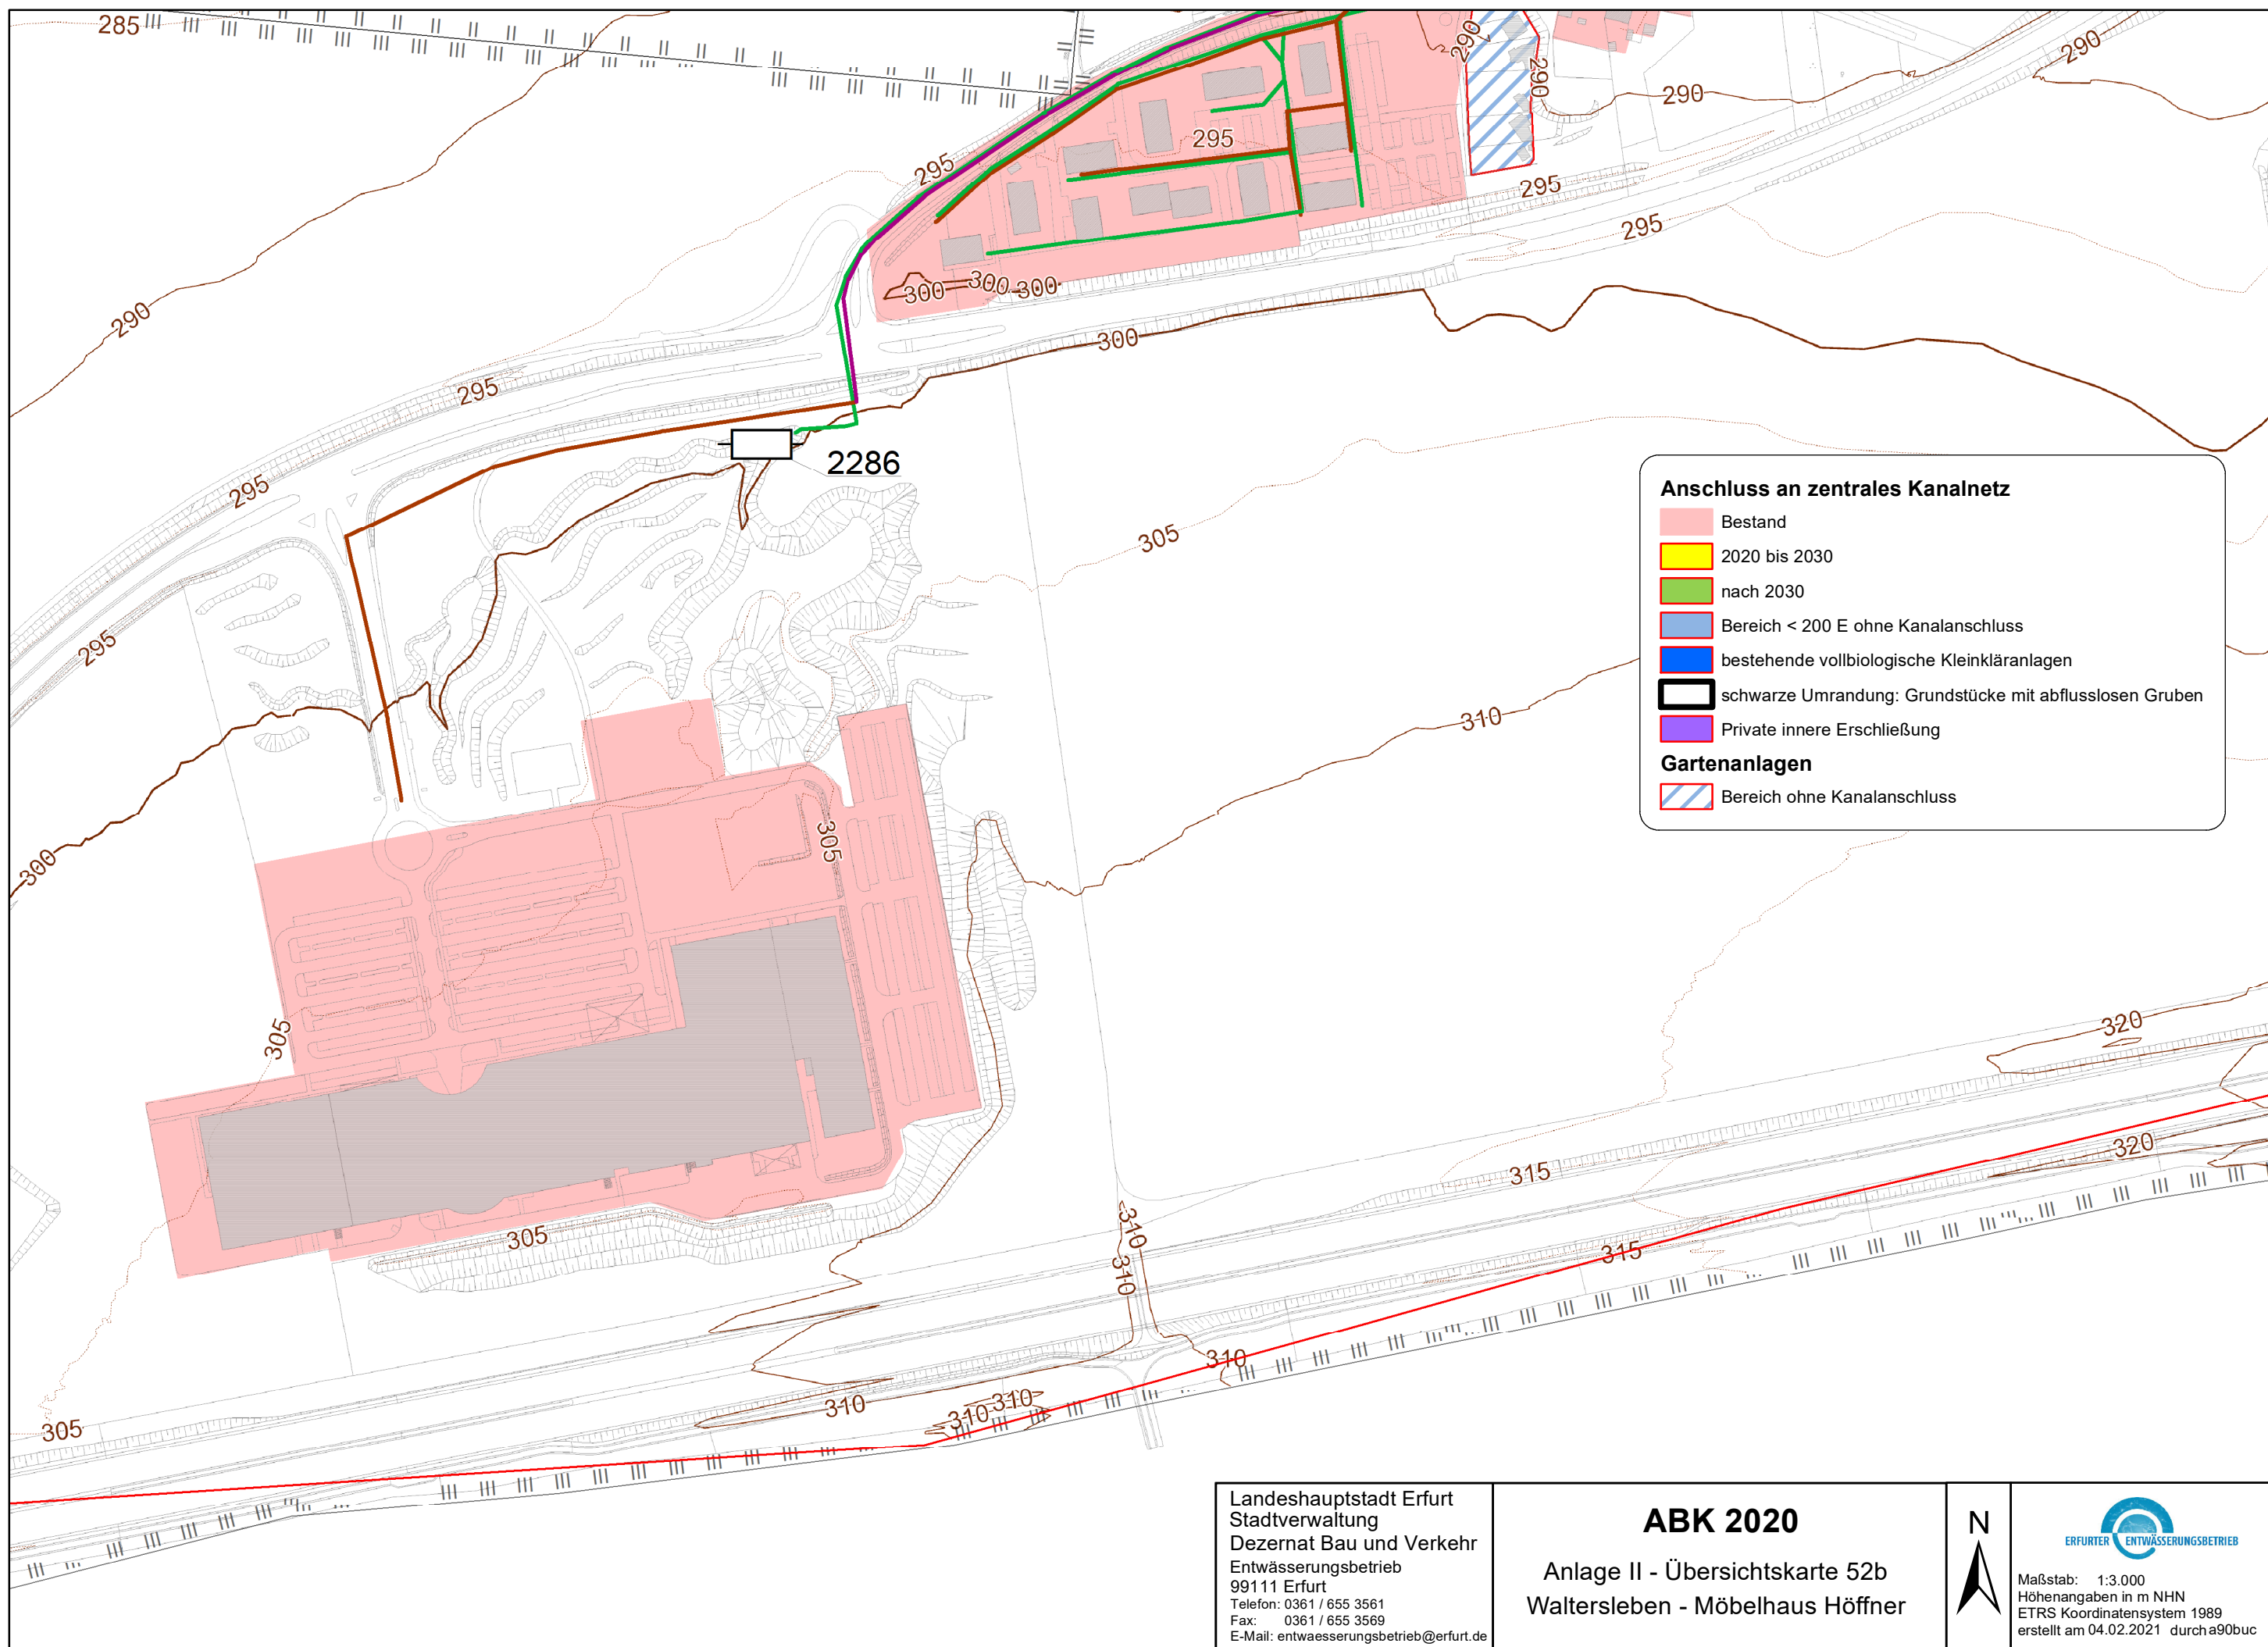 285
290
290
290
290
290
295
295
295
295
300
300
300
300
295
295
295
2286
305
310
300
305
305
305
305
320
320
315
315
310
310
310
310
310
310
Anschluss an zentrales Kanalnetz
Bestand
2020 bis 2030
nach 2030
Bereich < 200 E ohne Kanalanschluss
bestehende vollbiologische Kleinkläranlagen
schwarze Umrandung: Grundstücke mit abflusslosen Gruben
Private innere Erschließung
Gartenanlagen
Bereich ohne Kanalanschluss
Landeshauptstadt Erfurt
Stadtverwaltung
Dezernat Bau und Verkehr
Entwässerungsbetrieb
99111 Erfurt
Telefon: 0361 / 655 3561
Fax: 0361 / 655 3569
E-Mail: entwaesserungsbetrieb@erfurt.de
ABK 2020
Anlage II - Übersichtskarte 52b
Waltersleben - Möbelhaus Höffner
N
ERFURTER ENTWÄSSERUNGSBETRIEB
Maßstab: 1:3.000
Höhenangaben in m NHN
ETRS Koordinatensystem 1989
erstellt am 04.02.2021 durch a90buc